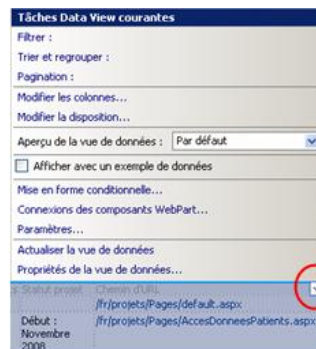 Tâches Data View courantes
Filtrer :
Trier et regrouper :
Pagination :
Modifier les colonnes...
Modifier la disposition...
Aperçu de la vue de données : Par défaut
Afficher avec un exemple de données
Mise en forme conditionnelle...
Connexions des composants WebPart...
Paramètres...
Actualiser la vue de données
Propriétés de la vue de données...
Statut projet Chemin d'URL
/fr/projets/Pages/default.aspx
Début : /fr/projets/Pages/AccesDonneesPatients.aspx
Novembre
2008